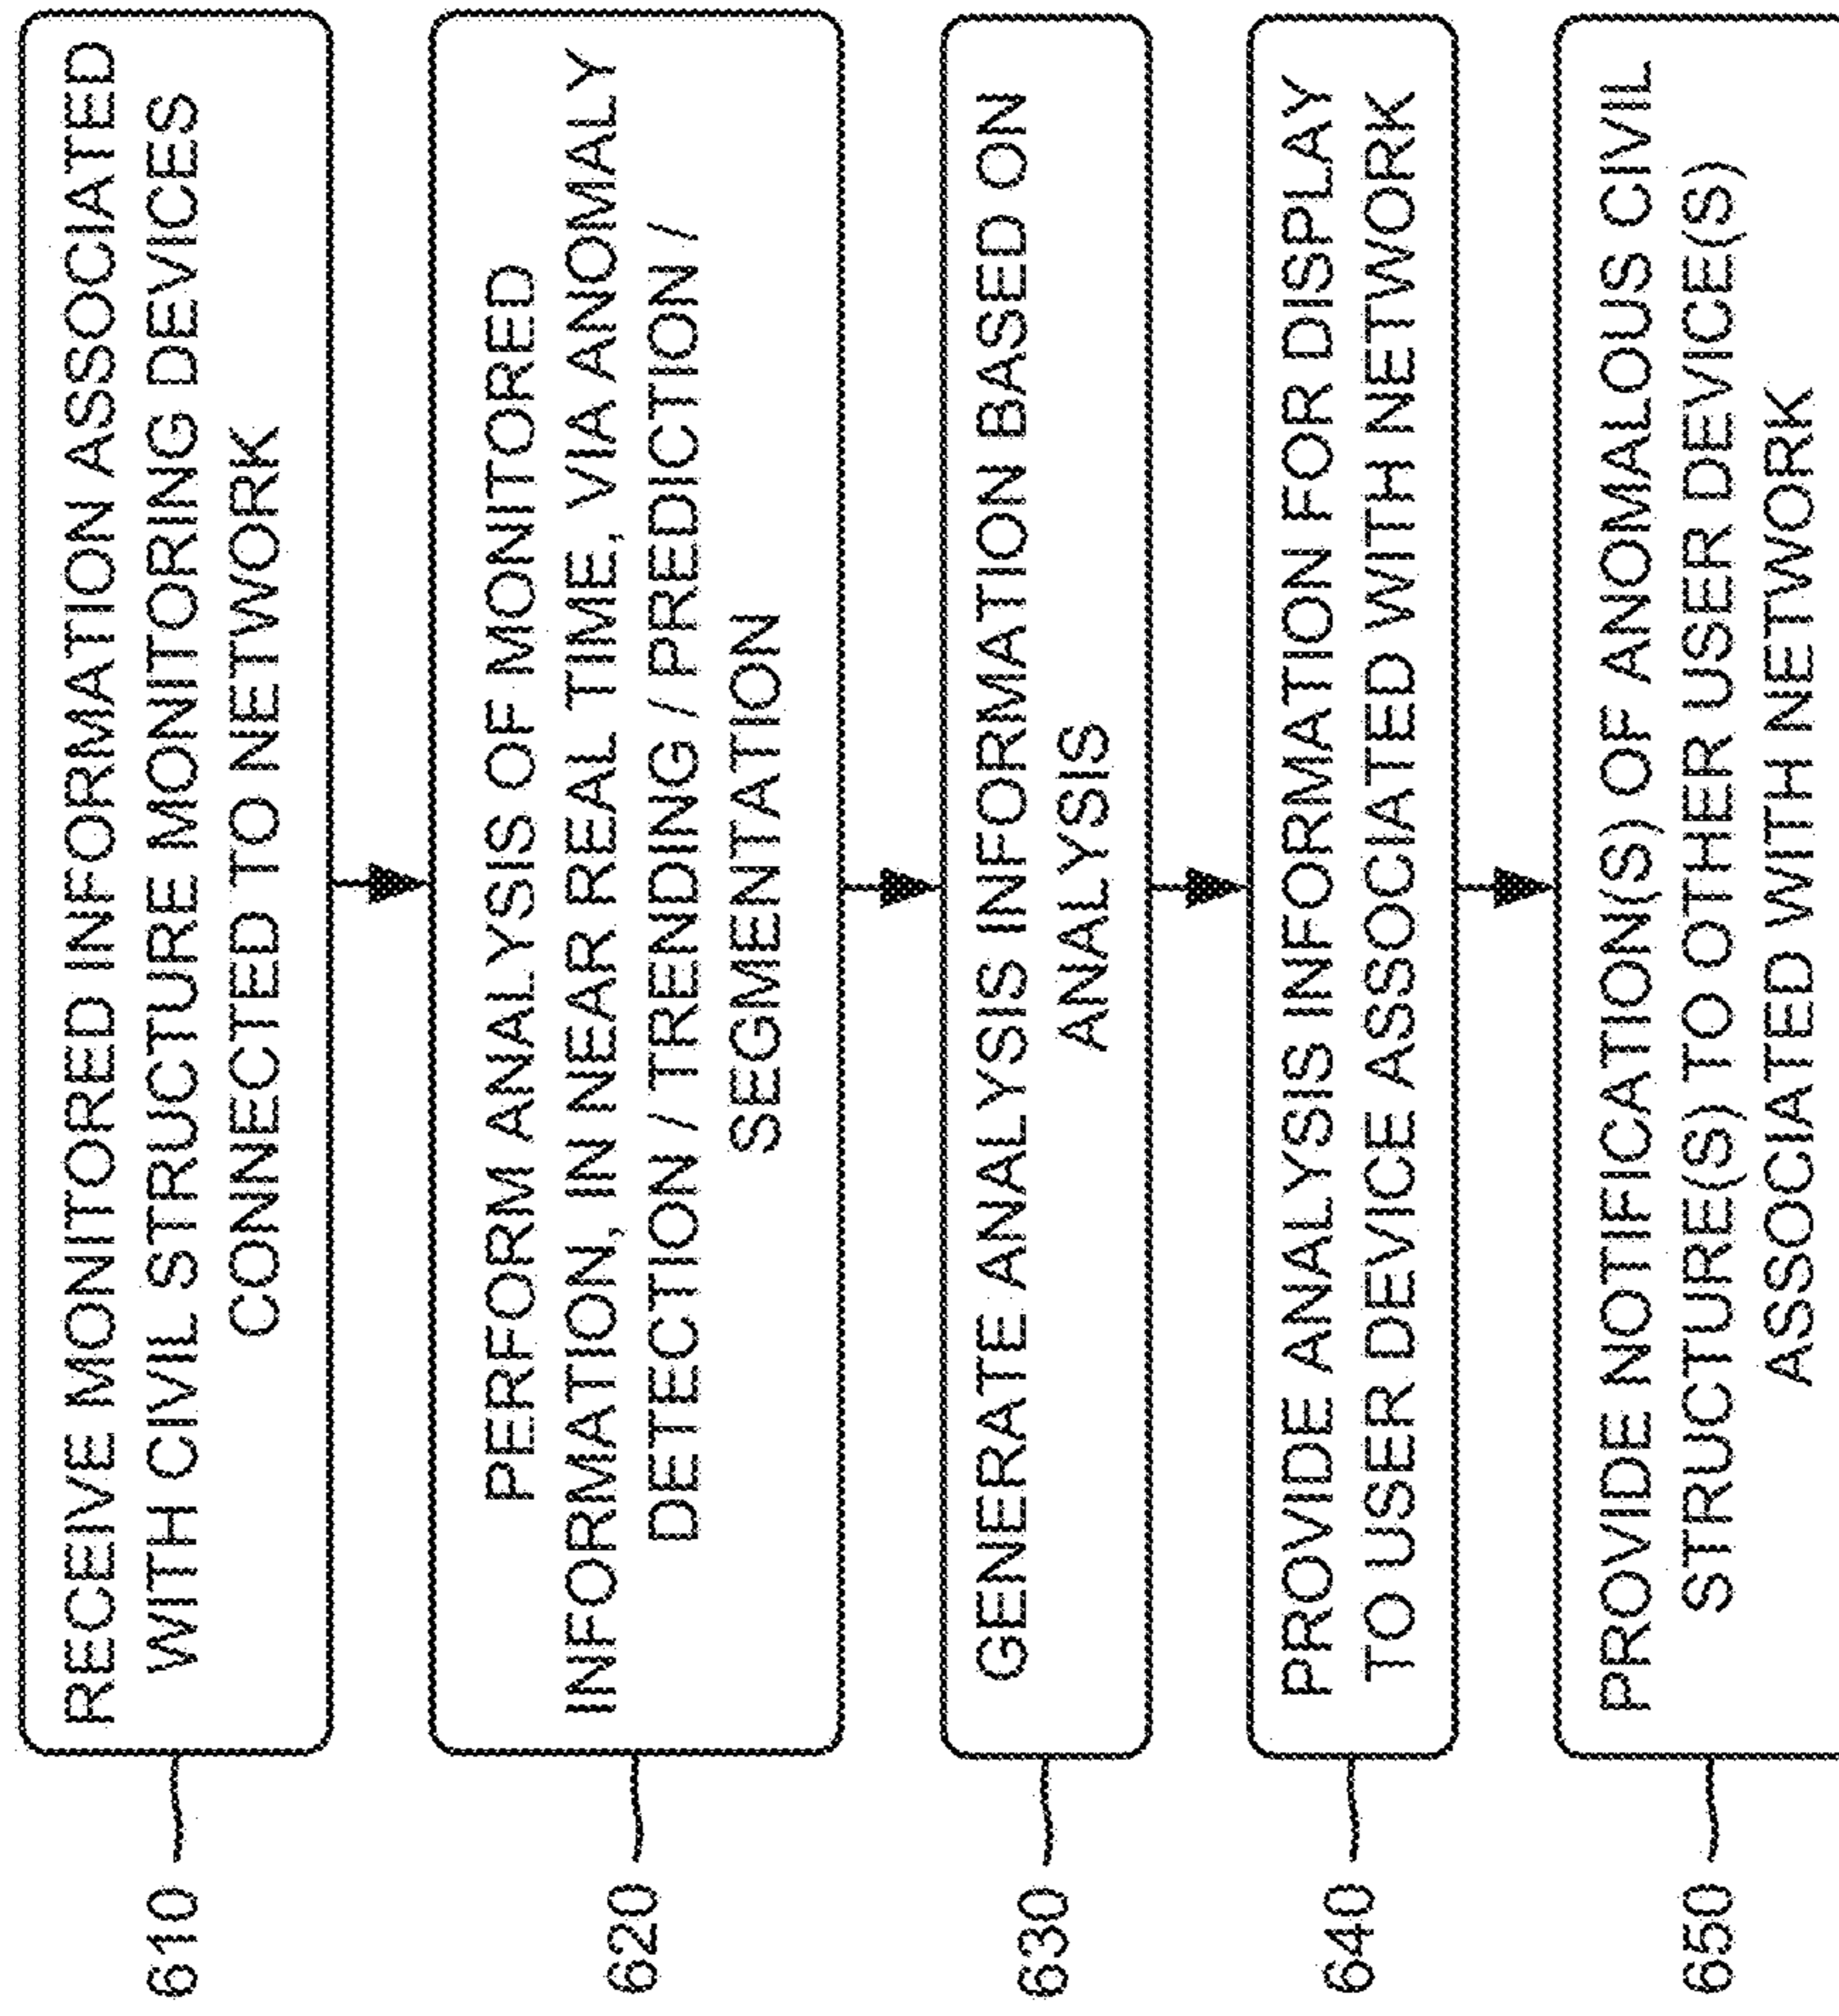 RECEIVE MONITORED INFORMATION ASSOCIATED
WITH CIVIL STRUCTURE MONITORING DEVICES
CONNECTED TO NETWORK
610
PERFORM ANALYSIS OF MONITORED
INFORMATION, IN NEAR REAL TIME, VIA ANOMALY
DETECTION / TRENDING / PREDICTION /
SEGMENTATION
620
GENERATE ANALYSIS INFORMATION BASED ON
ANALYSIS
630
PROVIDE ANALYSIS INFORMATION FOR DISPLAY
TO USER DEVICE ASSOCIATED WITH NETWORK
640
PROVIDE NOTIFICATION(S) OF ANOMALOUS CIVIL
STRUCTURE(S) TO OTHER USER DEVICE(S)
ASSOCIATED WITH NETWORK
650